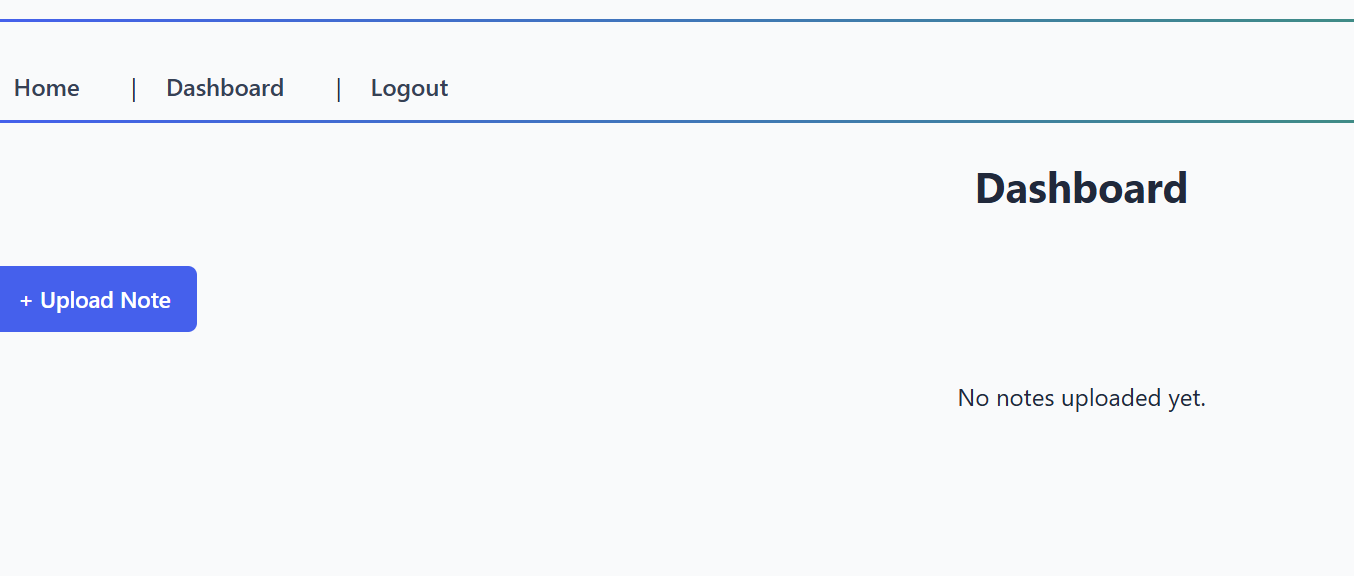 Home | Dashboard | Logout
Dashboard
+ Upload Note
No notes uploaded yet.